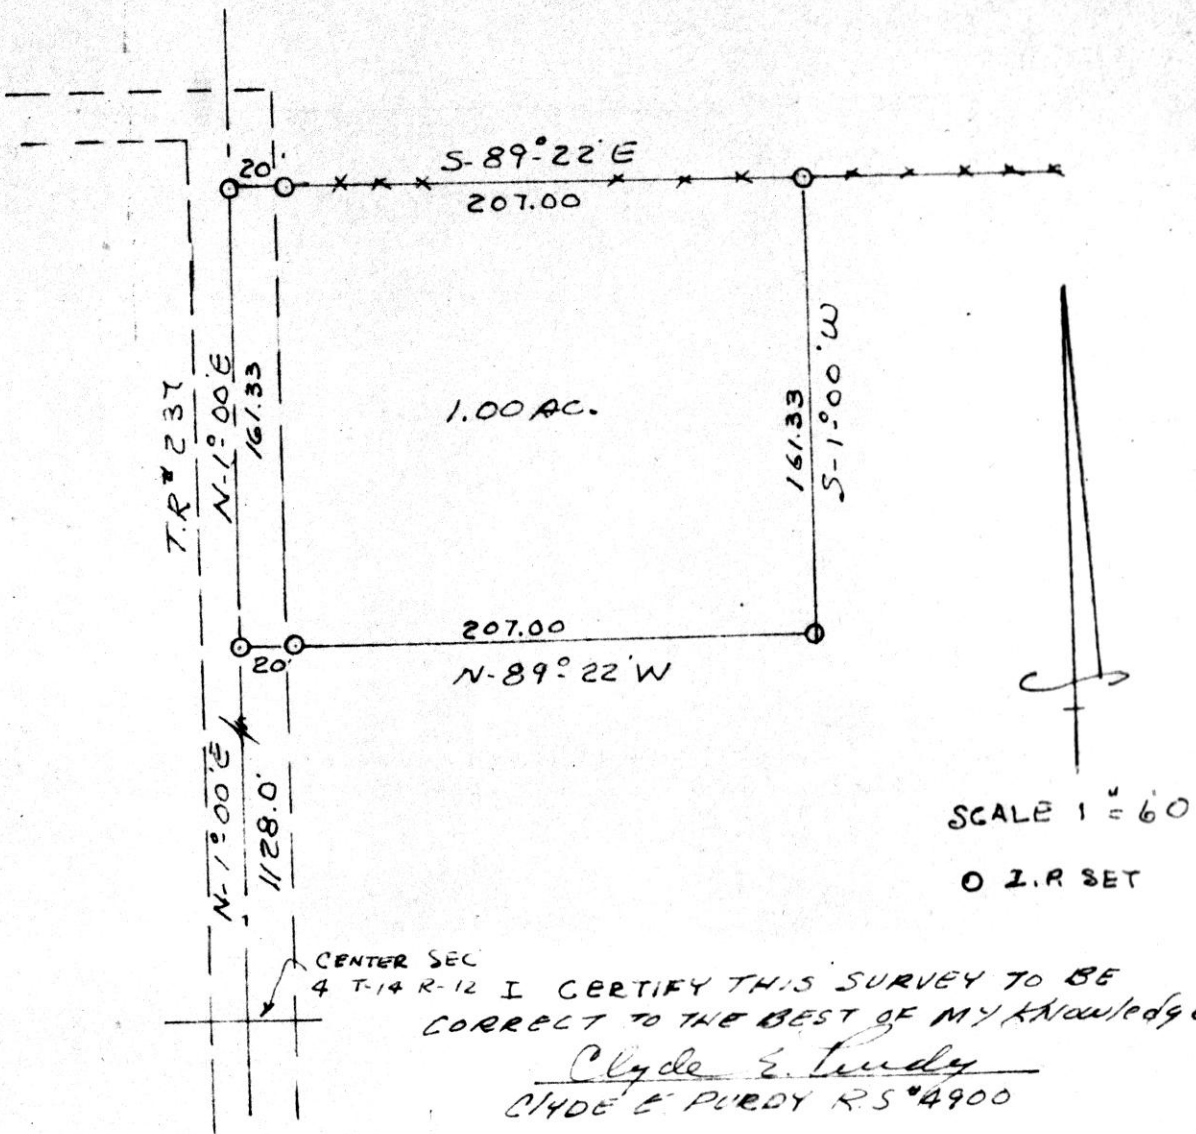 S-89°-22' E
20'
207.00
T.R # 237
N-1°-00' E
161.33
1.00 AC.
161.33
S-1°-00' W
207.00
20'
N-89°-22' W
N-1°-00' E
1128.0'
SCALE 1" = 60
O I.P. SET
CENTER SEC
4 T-14 R-12
I CERTIFY THIS SURVEY TO BE
CORRECT TO THE BEST OF MY KNOWledge
Clyde E. Purdy
ClYDE E PURDY R.S # 4900